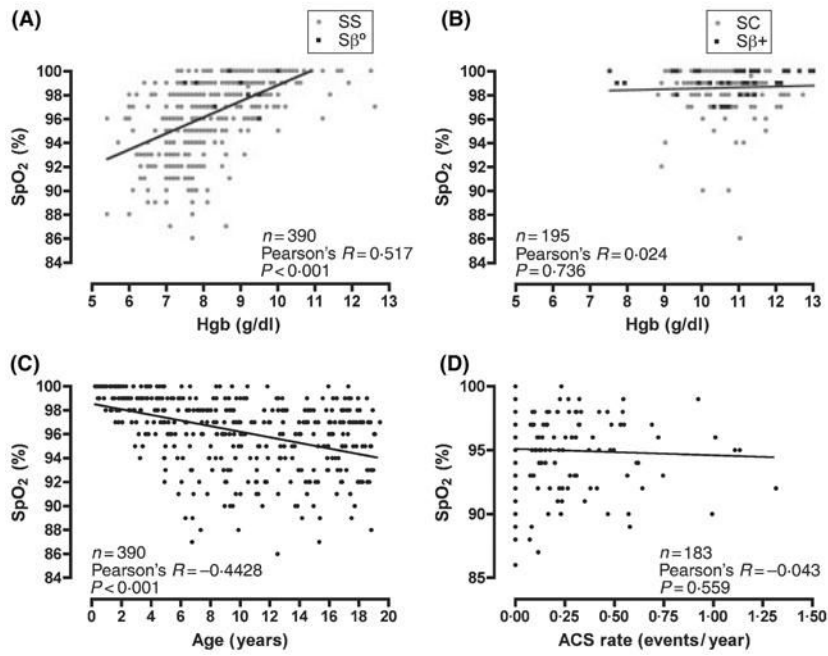 (A)
SS
Sβ⁰
100
98
96
94
92
90
88
86
84
SpO₂ (%)
n=390
Pearson's R=0·517
P<0·001
5 6 7 8 9 10 11 12 13
Hgb (g/dl)
(B)
SC
Sβ+
100
98
96
94
92
90
88
86
84
SpO₂ (%)
n=195
Pearson's R=0·024
P=0·736
5 6 7 8 9 10 11 12 13
Hgb (g/dl)
(C)
100
98
96
94
92
90
88
86
84
SpO₂ (%)
n=390
Pearson's R=−0·4428
P<0·001
0 2 4 6 8 10 12 14 16 18 20
Age (years)
(D)
100
95
90
85
SpO₂ (%)
n=183
Pearson's R=−0·043
P=0·559
0·00 0·25 0·50 0·75 1·00 1·25 1·50
ACS rate (events/year)